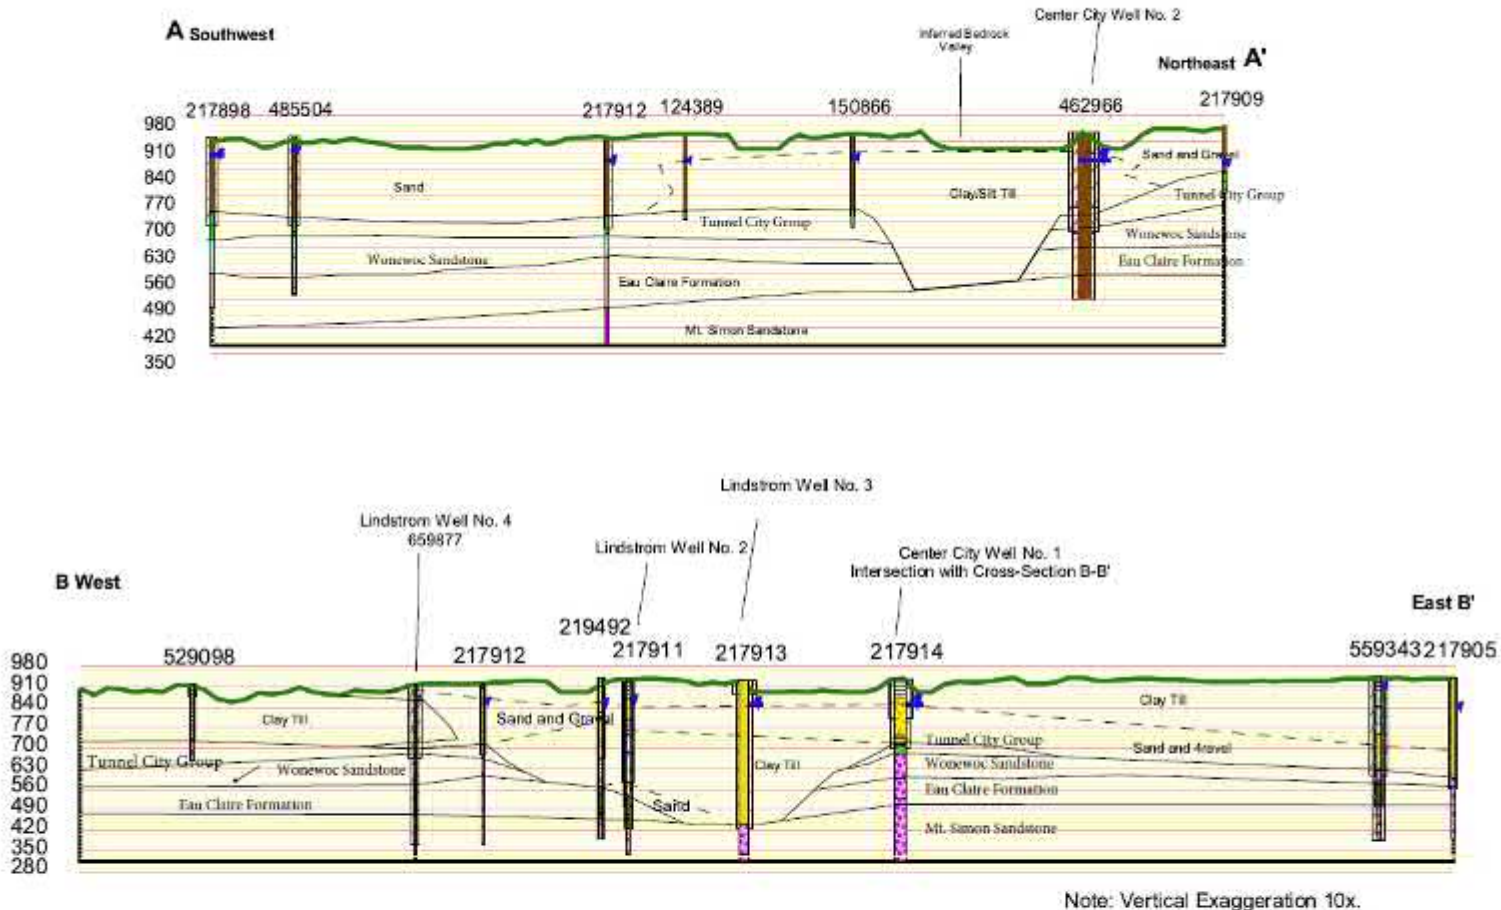 Center City Well No. 2
A Southwest
Inferred Bedrock
Valley
Northeast A'
217898 485504 217912 124389 150866 462966 217909
980
910
840
770
700
630
560
490
420
350
Sand
Clay/Silt Till
Sand and Gravel
Tunnel City Group
Tunnel City Group
Wonewoc Sandstone
Wonewoc Sandstone
Eau Claire Formation
Eau Claire Formation
Mt. Simon Sandstone
Lindstrom Well No. 3
Lindstrom Well No. 4
659877
Lindstrom Well No. 2
Center City Well No. 1
Intersection with Cross-Section B-B'
B West
East B'
219492
529098 217912 217911 217913 217914 559343 217905
980
910
840
770
700
630
560
490
420
350
280
Clay Till
Sand and Gravel
Clay Till
Tunnel City Group
Sand and 4ravel
Tunnel City Group
Wonewoc Sandstone
Clay Till
Wonewoc Sandstone
Eau Claire Formation
Eau Claire Formation
Sand
Mt. Simon Sandstone
Note: Vertical Exaggeration 10x.